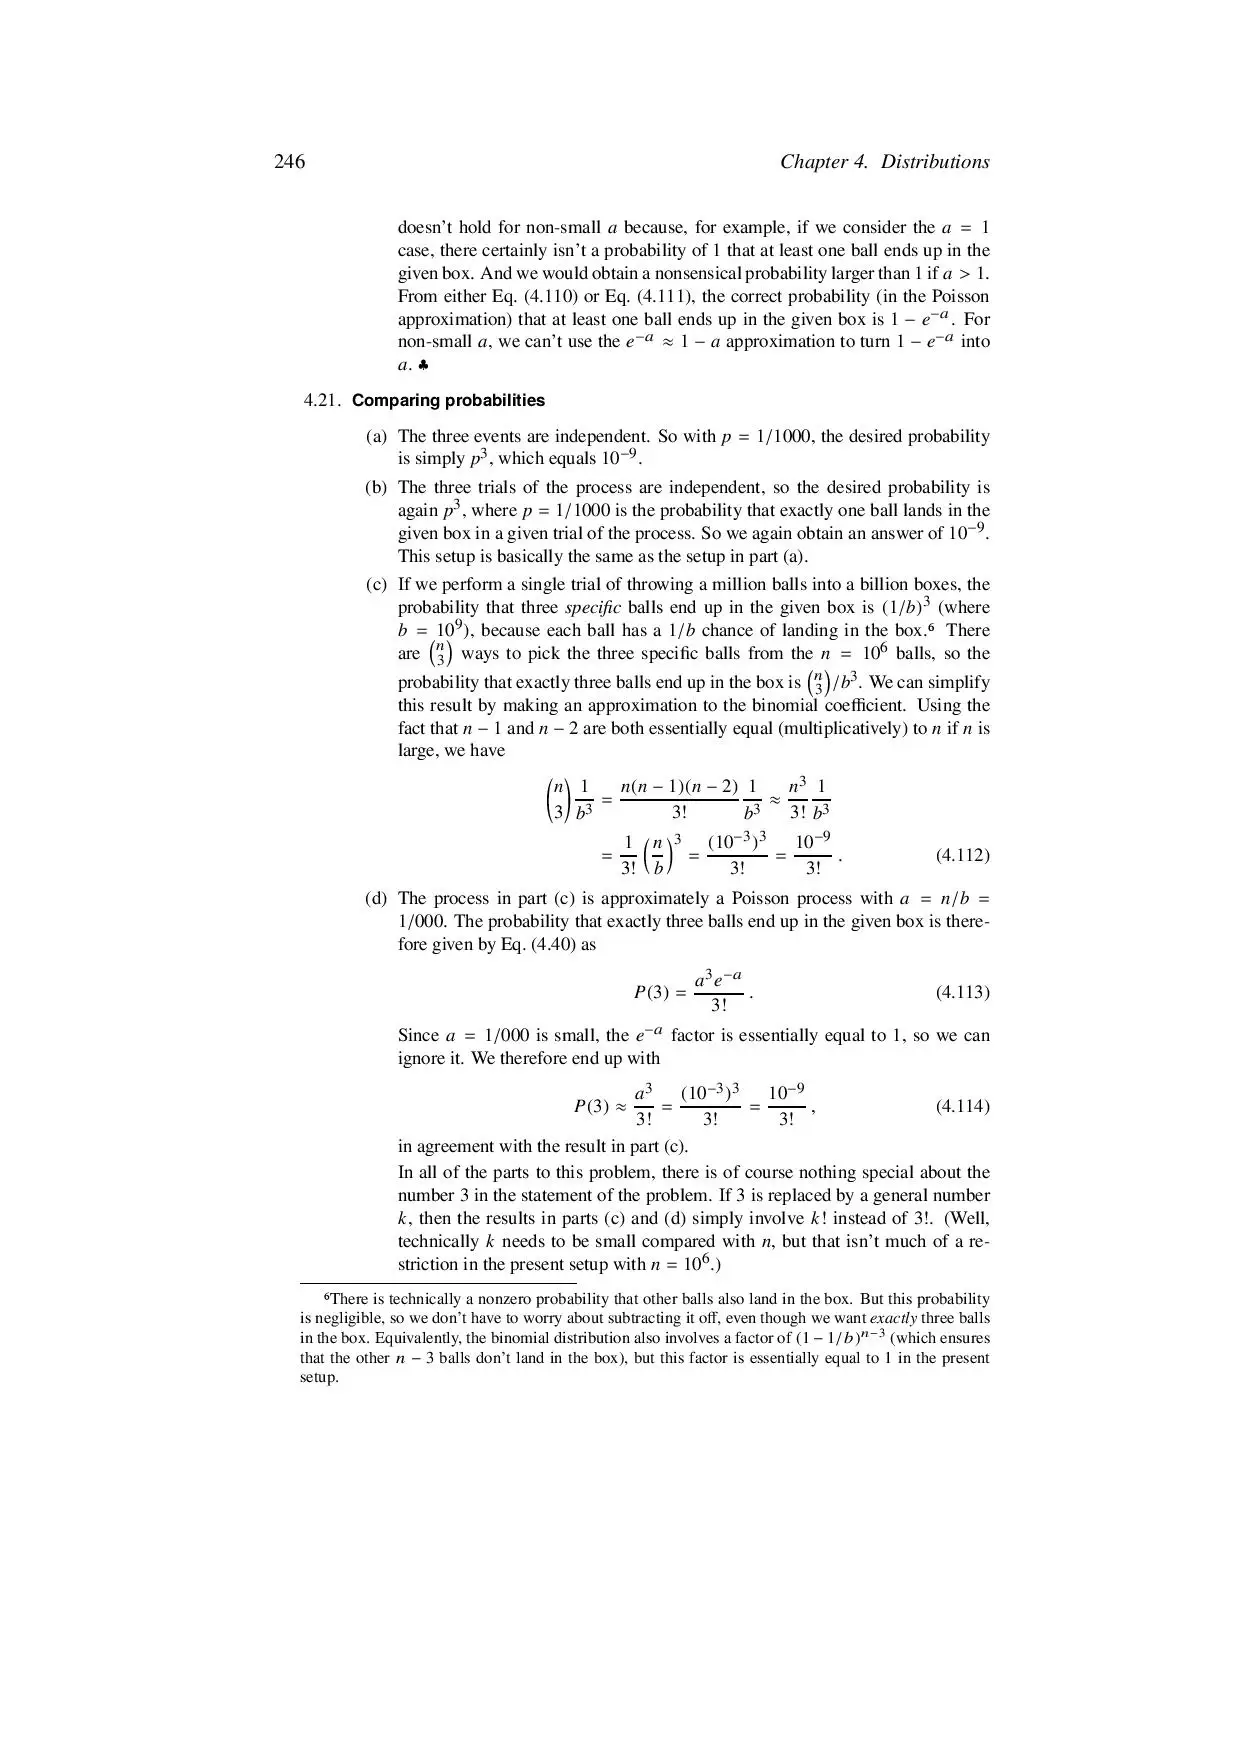 246 Chapter 4. Distributions
doesn't hold for non-small a because, for example, if we consider the a = 1
case, there certainly isn't a probability of 1 that at least one ball ends up in the
given box. And we would obtain a nonsensical probability larger than 1 if a > 1.
From either Eq. (4.110) or Eq. (4.111), the correct probability (in the Poisson
approximation) that at least one ball ends up in the given box is 1 − e^{−a}. For
non-small a, we can't use the e^{−a} ≈ 1 − a approximation to turn 1 − e^{−a} into
a. ♣
4.21. Comparing probabilities
(a) The three events are independent. So with p = 1/1000, the desired probability
is simply p³, which equals 10⁻⁹.
(b) The three trials of the process are independent, so the desired probability is
again p³, where p = 1/1000 is the probability that exactly one ball lands in the
given box in a given trial of the process. So we again obtain an answer of 10⁻⁹.
This setup is basically the same as the setup in part (a).
(c) If we perform a single trial of throwing a million balls into a billion boxes, the
probability that three specific balls end up in the given box is (1/b)³ (where
b = 10⁹), because each ball has a 1/b chance of landing in the box.⁶ There
are \binom{n}{3} ways to pick the three specific balls from the n = 10⁶ balls, so the
probability that exactly three balls end up in the box is \binom{n}{3}/b³. We can simplify
this result by making an approximation to the binomial coefficient. Using the
fact that n − 1 and n − 2 are both essentially equal (multiplicatively) to n if n is
large, we have
\binom{n}{3} \frac{1}{b^3} = \frac{n(n − 1)(n − 2)}{3!} \frac{1}{b^3} ≈ \frac{n^3}{3!} \frac{1}{b^3}
= \frac{1}{3!} \left(\frac{n}{b}\right)^3 = \frac{(10^{−3})^3}{3!} = \frac{10^{−9}}{3!} . (4.112)
(d) The process in part (c) is approximately a Poisson process with a = n/b =
1/000. The probability that exactly three balls end up in the given box is there-
fore given by Eq. (4.40) as
P(3) = \frac{a^3 e^{−a}}{3!} . (4.113)
Since a = 1/000 is small, the e^{−a} factor is essentially equal to 1, so we can
ignore it. We therefore end up with
P(3) ≈ \frac{a^3}{3!} = \frac{(10^{−3})^3}{3!} = \frac{10^{−9}}{3!} , (4.114)
in agreement with the result in part (c).
In all of the parts to this problem, there is of course nothing special about the
number 3 in the statement of the problem. If 3 is replaced by a general number
k, then the results in parts (c) and (d) simply involve k! instead of 3!. (Well,
technically k needs to be small compared with n, but that isn't much of a re-
striction in the present setup with n = 10⁶.)
⁶There is technically a nonzero probability that other balls also land in the box. But this probability
is negligible, so we don't have to worry about subtracting it off, even though we want exactly three balls
in the box. Equivalently, the binomial distribution also involves a factor of (1 − 1/b)^{n−3} (which ensures
that the other n − 3 balls don't land in the box), but this factor is essentially equal to 1 in the present
setup.